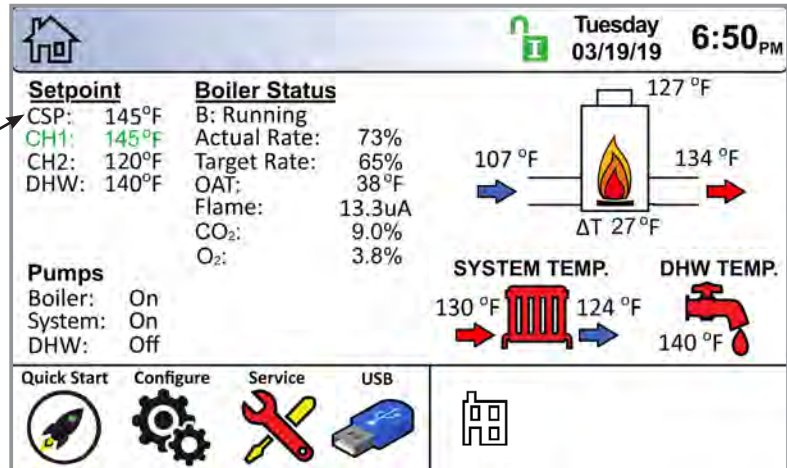 I
Tuesday
03/19/19
6:50PM
Setpoint
CSP: 145°F
CH1: 145°F
CH2: 120°F
DHW: 140°F
Boiler Status
B: Running
Actual Rate: 73%
Target Rate: 65%
OAT: 38°F
Flame: 13.3uA
CO₂: 9.0%
O₂: 3.8%
127 °F
107 °F
134 °F
ΔT 27°F
Pumps
Boiler: On
System: On
DHW: Off
SYSTEM TEMP.
130 °F
124 °F
DHW TEMP.
140 °F
Quick Start
Configure
Service
USB